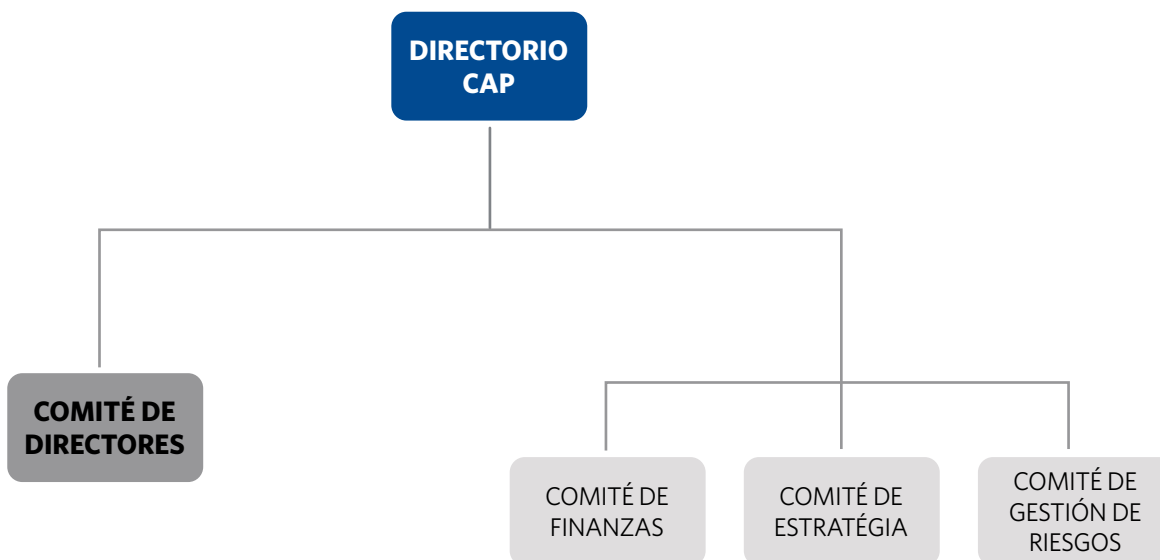 DIRECTORIO
CAP
COMITÉ DE
DIRECTORES
COMITÉ DE
FINANZAS
COMITÉ DE
ESTRATÉGIA
COMITÉ DE
GESTIÓN DE
RIESGOS